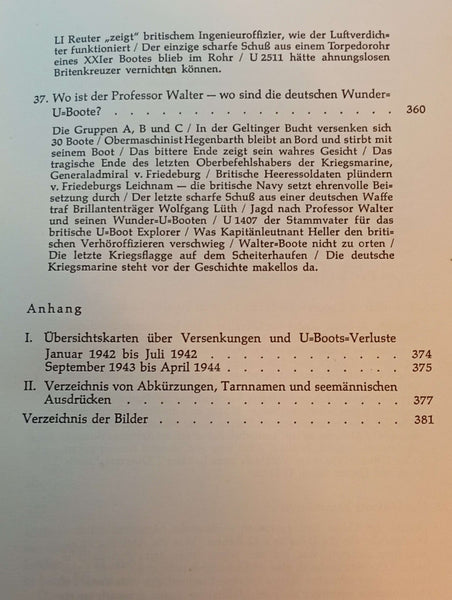 LI Reuter „zeigt" britischem Ingenieuroffizier, wie der Luftverdich=
ter funktioniert / Der einzige scharfe Schuß aus einem Torpedorohr
eines XXIer Bootes blieb im Rohr / U 2511 hätte ahnungslosen
Britenkreuzer vernichten können.
37. Wo ist der Professor Walter — wo sind die deutschen Wunder=
U=Boote? . . . . . . . . . . . . . . . 360
Die Gruppen A, B und C / In der Geltinger Bucht versenken sich
30 Boote / Obermaschinist Hegenbarth bleibt an Bord und stirbt mit
seinem Boot / Das bittere Ende zeigt sein wahres Gesicht / Das
tragische Ende des letzten Oberbefehlshabers der Kriegsmarine,
Generaladmiral v. Friedeburg / Britische Heeressoldaten plündern
v. Friedeburgs Leichnam — die britische Navy setzt ehrenvolle Bei=
setzung durch / Der letzte scharfe Schuß aus einer deutschen Waffe
traf Brillantenträger Wolfgang Lüth / Jagd nach Professor Walter
und seinen Wunder=U=Booten / U 1407 der Stammvater für das
britische U=Boot Explorer / Was Kapitänleutnant Heller den briti=
schen Verhöroffizieren verschwieg / Walter=Boote nicht zu orten /
Die letzte Kriegsflagge auf dem Scheiterhaufen / Die deutsche
Kriegsmarine steht vor der Geschichte makellos da.
Anhang
I. Übersichtskarten über Versenkungen und U=Boots=Verluste
Januar 1942 bis Juli 1942 . . . . . . . . . . 374
September 1943 bis April 1944 . . . . . . . . . 375
II. Verzeichnis von Abkürzungen, Tarnnamen und seemännischen
Ausdrücken . . . . . . . . . . . . . . . 377
Verzeichnis der Bilder . . . . . . . . . . . . . 381